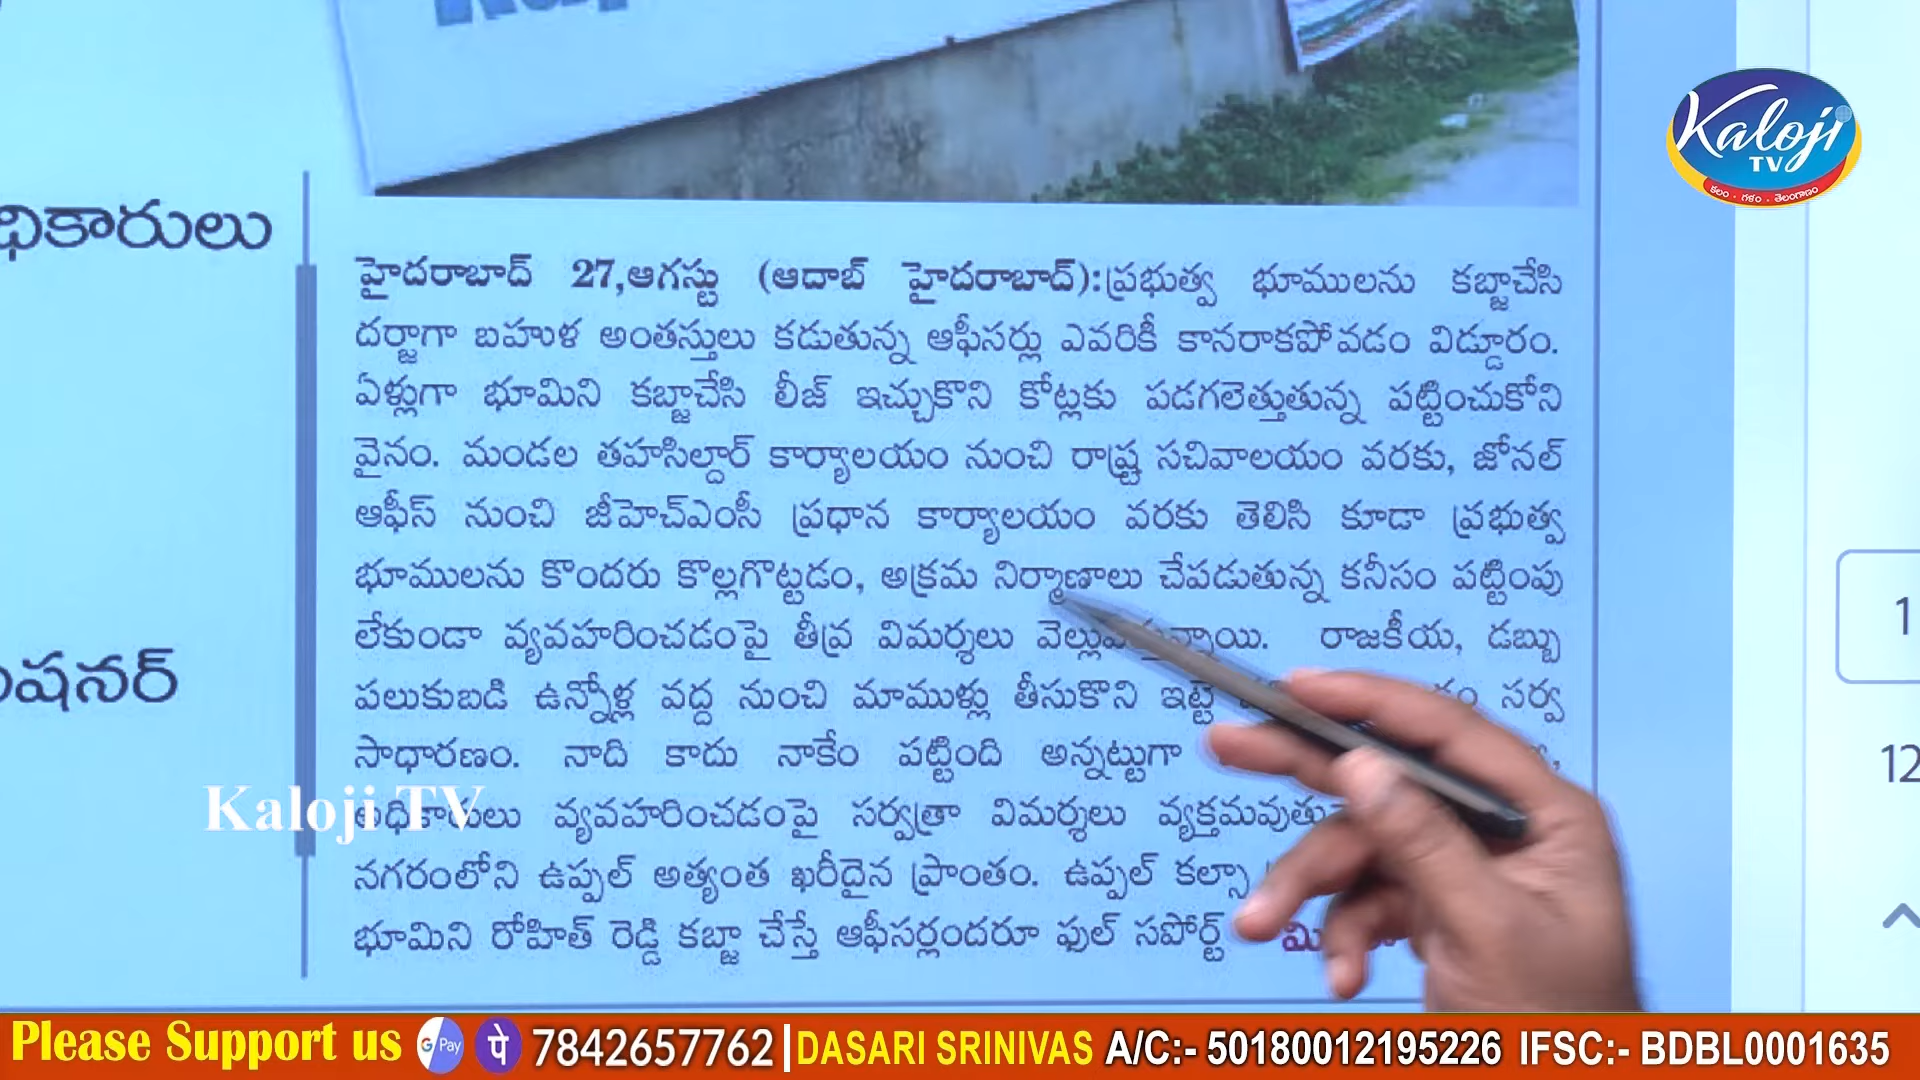 Kaloji
TV
కలం - గళం - తెలంగాణం
ధికారులు
హైదరాబాద్ 27,ఆగస్టు (ఆదాబ్ హైదరాబాద్):ప్రభుత్వ భూములను కబ్జాచేసి
దర్జాగా బహుళ అంతస్తులు కడుతున్న ఆఫీసర్లు ఎవరికీ కానరాకపోవడం విడ్డూరం.
ఏళ్లుగా భూమిని కబ్జాచేసి లీజ్ ఇచ్చుకొని కోట్లకు పడగలెత్తుతున్న పట్టించుకోని
వైనం. మండల తహసిల్దార్ కార్యాలయం నుంచి రాష్ట్ర సచివాలయం వరకు, జోనల్
ఆఫీస్ నుంచి జీహెచ్ఎంసీ ప్రధాన కార్యాలయం వరకు తెలిసి కూడా ప్రభుత్వ
భూములను కొందరు కొల్లగొట్టడం, అక్రమ నిర్మాణాలు చేపడుతున్న కనీసం పట్టింపు
లేకుండా వ్యవహరించడంపై తీవ్ర విమర్శలు రాజకీయ, డబ్బు
పలుకుబడి ఉన్నోళ్ల వద్ద నుంచి మాముళ్లు తీసుకొని ఇట్టె సర్వ
సాధారణం. నాది కాదు నాకేం పట్టింది అన్నట్టుగా
వ్యవహరించడంపై సర్వత్రా విమర్శలు
నగరంలోని ఉప్పల్ అత్యంత ఖరీదైన ప్రాంతం. ఉప్పల్ కల్సా
భూమిని రోహిత్ రెడ్డి కబ్జా చేస్తే ఆఫీసర్లందరూ ఫుల్ సపోర్ట్
షనర్
Kaloji TV
1
12
Please Support us G Pay पे 7842657762 | DASARI SRINIVAS A/C:- 50180012195226 IFSC:- BDBL0001635